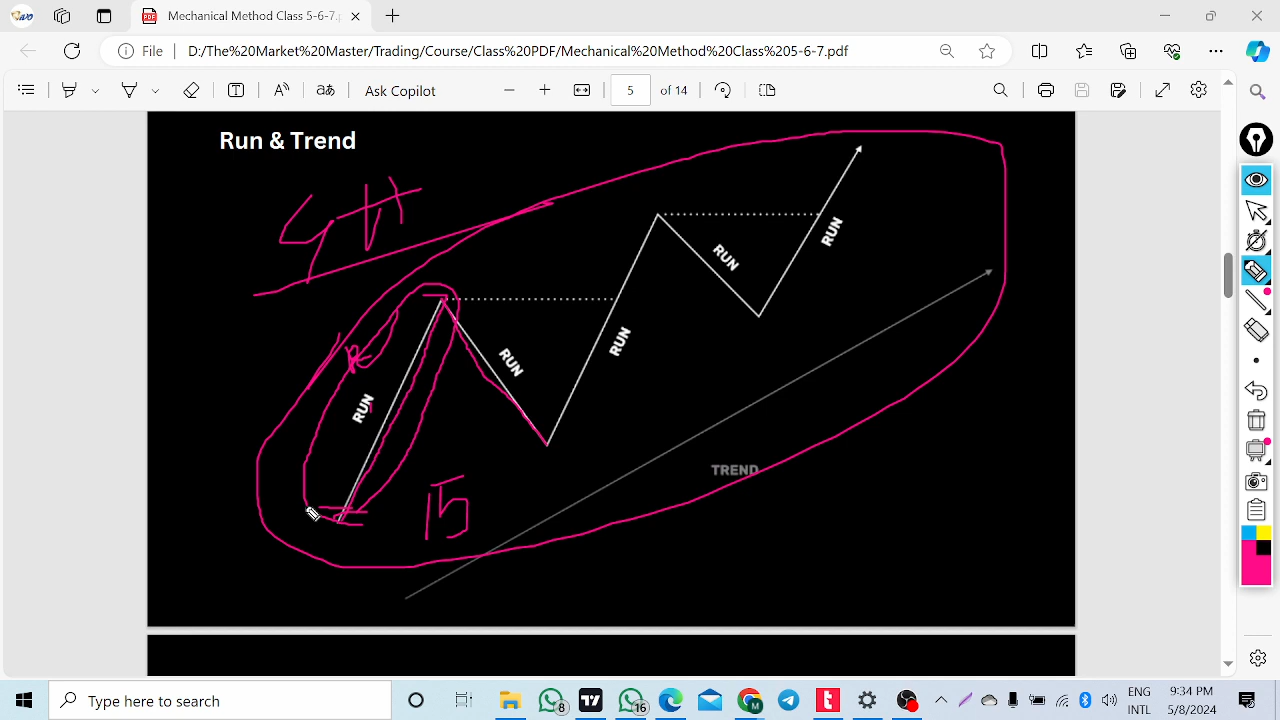 Mechanical Method Class 5-6-7.
File
D:/The%20Market%20Master/Trading/Course/Class%20PDF/Mechanical%20Method%20Class%205-6-7.pdf
Ask Copilot
5 of 14
Run & Trend
RUN
RUN
RUN
RUN
RUN
TREND
15
Type here to search
8
16
ENG
INTL
9:34 PM
5/8/2024